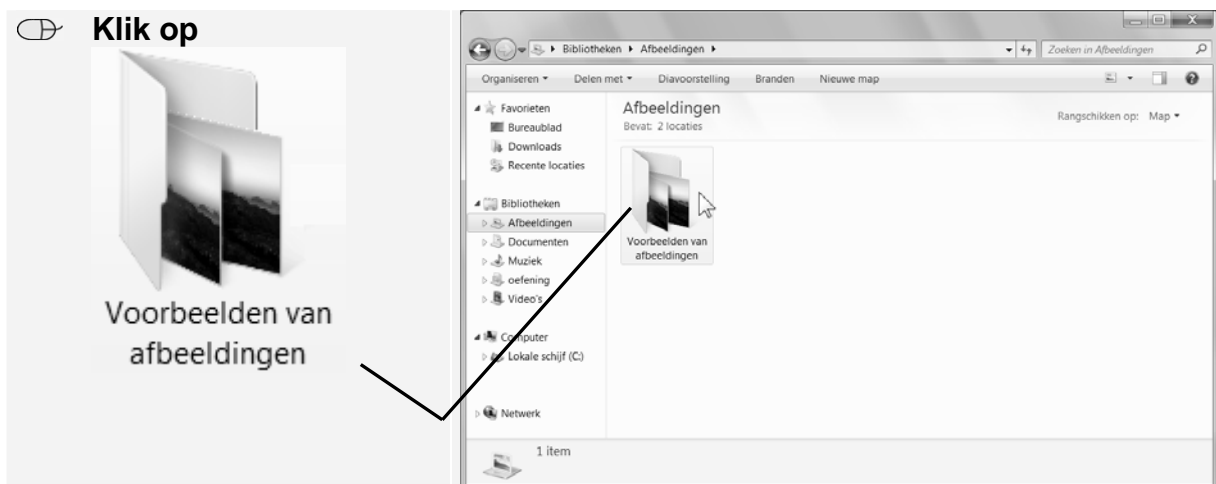 Klik op
Voorbeelden van
afbeeldingen
Bibliotheken Afbeeldingen
Zoeken in Afbeeldingen
Organiseren Delen met Diavoorstelling Branden Nieuwe map
Favorieten
Bureaublad
Downloads
Recente locaties
Bibliotheken
Afbeeldingen
Documenten
Muziek
oefening
Video's
Computer
Lokale schijf (C:)
Netwerk
Afbeeldingen
Bevat: 2 locaties
Rangschikken op: Map
Voorbeelden van
afbeeldingen
1 item